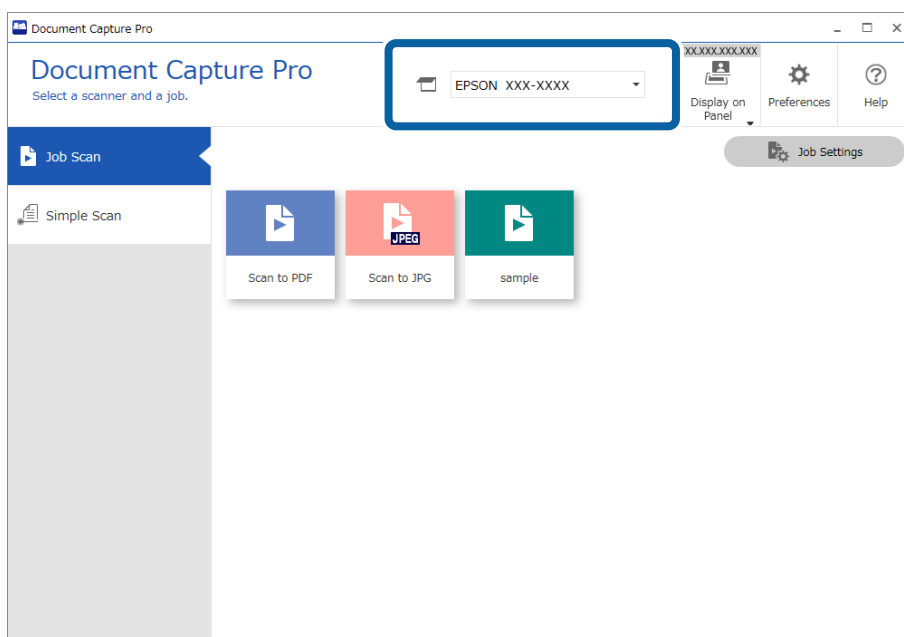 Document Capture Pro
Document Capture Pro
Select a scanner and a job.
EPSON XXX-XXXX
XX.XXX.XXX.XXX
Display on
Panel
Preferences
Help
Job Scan
Job Settings
Simple Scan
JPEG
Scan to PDF
Scan to JPG
sample